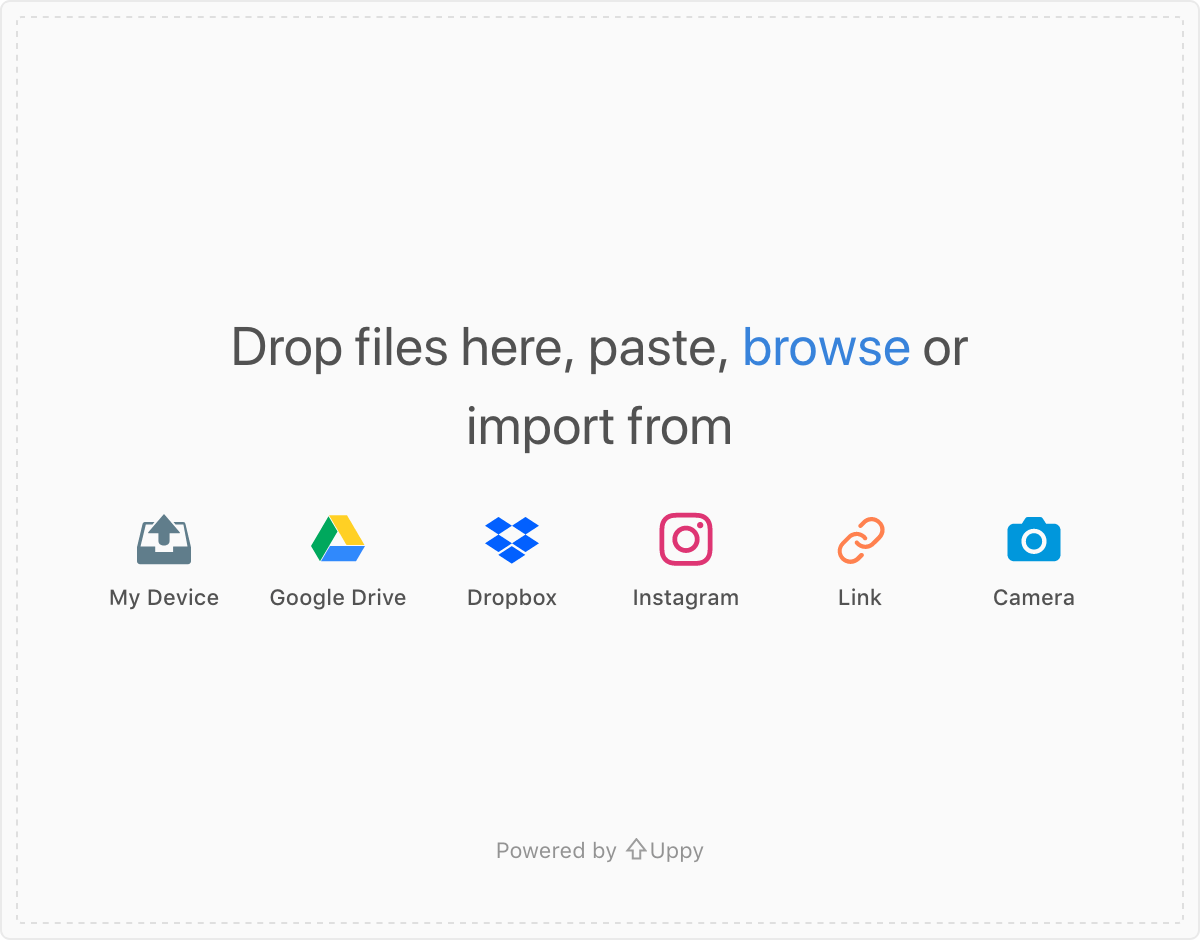 Drop files here, paste, browse or
import from
My Device Google Drive Dropbox Instagram Link Camera
Powered by Uppy